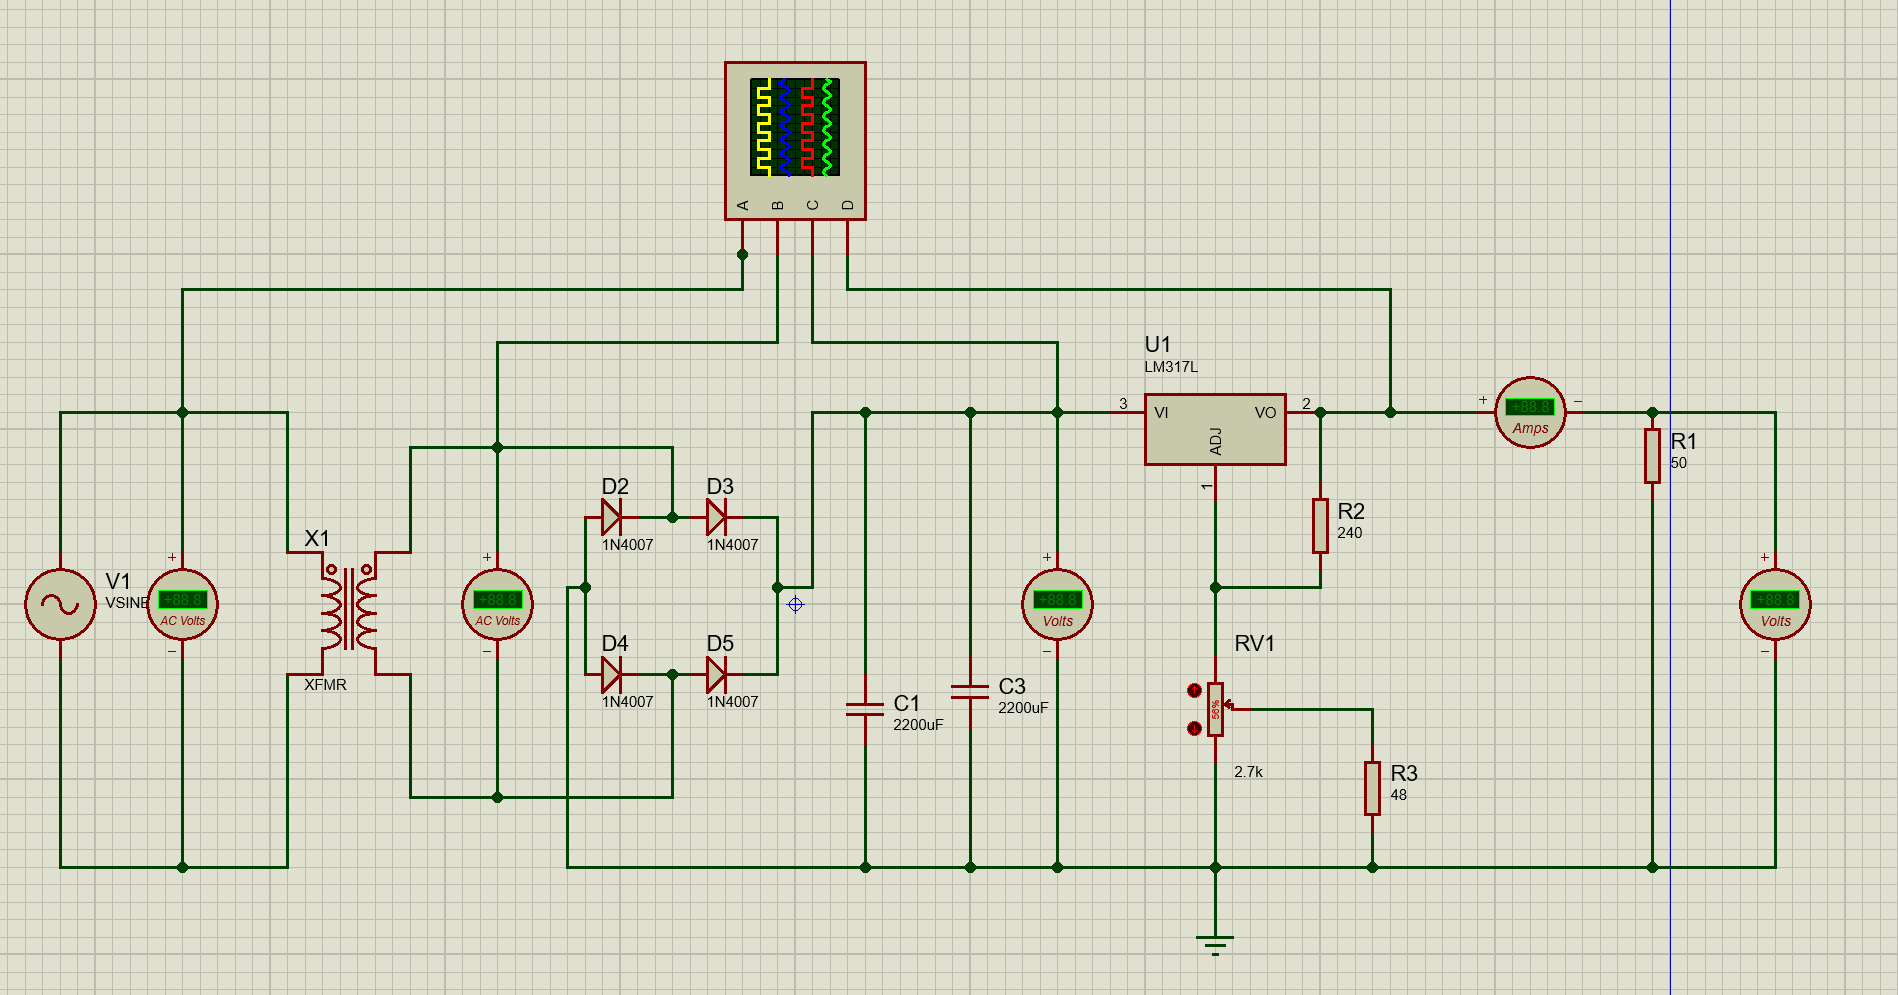 A
B
C
D
U1
LM317L
3
VI
VO
2
ADJ
1
+
+88.8
Amps
−
R1
50
D2
1N4007
D3
1N4007
R2
240
X1
XFMR
V1
VSINE
+
+88.8
AC Volts
−
+
+88.8
AC Volts
−
+
+88.8
Volts
−
+
+88.8
Volts
−
D4
1N4007
D5
1N4007
C1
2200uF
C3
2200uF
RV1
56%
2.7k
R3
48